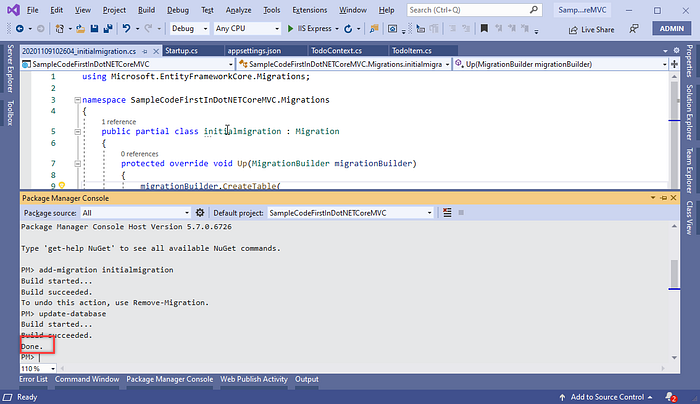 File Edit View Project Build Debug Test Analyze Tools Extensions Window Help Search (Ctrl+Q) Samp...reMVC
Debug Any CPU IIS Express Live Share ADMIN
20201109102604_initialmigration.cs Startup.cs appsettings.json TodoContext.cs TodoItem.cs
SampleCodeFirstInDotNETCoreMVC SampleCodeFirstInDotNETCoreMVC.Migrations.initialmigra Up(MigrationBuilder migrationBuilder)
1 using Microsoft.EntityFrameworkCore.Migrations;
2
3 namespace SampleCodeFirstInDotNETCoreMVC.Migrations
4 {
1 reference
5 public partial class initialmigration : Migration
6 {
0 references
7 protected override void Up(MigrationBuilder migrationBuilder)
8 {
9 migrationBuilder.CreateTable(
Package Manager Console
Package source: All Default project: SampleCodeFirstInDotNETCoreMVC
Package Manager Console Host Version 5.7.0.6726
Type 'get-help NuGet' to see all available NuGet commands.
PM> add-migration initialmigration
Build started...
Build succeeded.
To undo this action, use Remove-Migration.
PM> update-database
Build started...
Build succeeded.
Done.
PM>
110 %
Error List Command Window Package Manager Console Web Publish Activity Output
Ready Add to Source Control 2
Server Explorer
Toolbox
Properties
Solution Explorer
Team Explorer
Class View